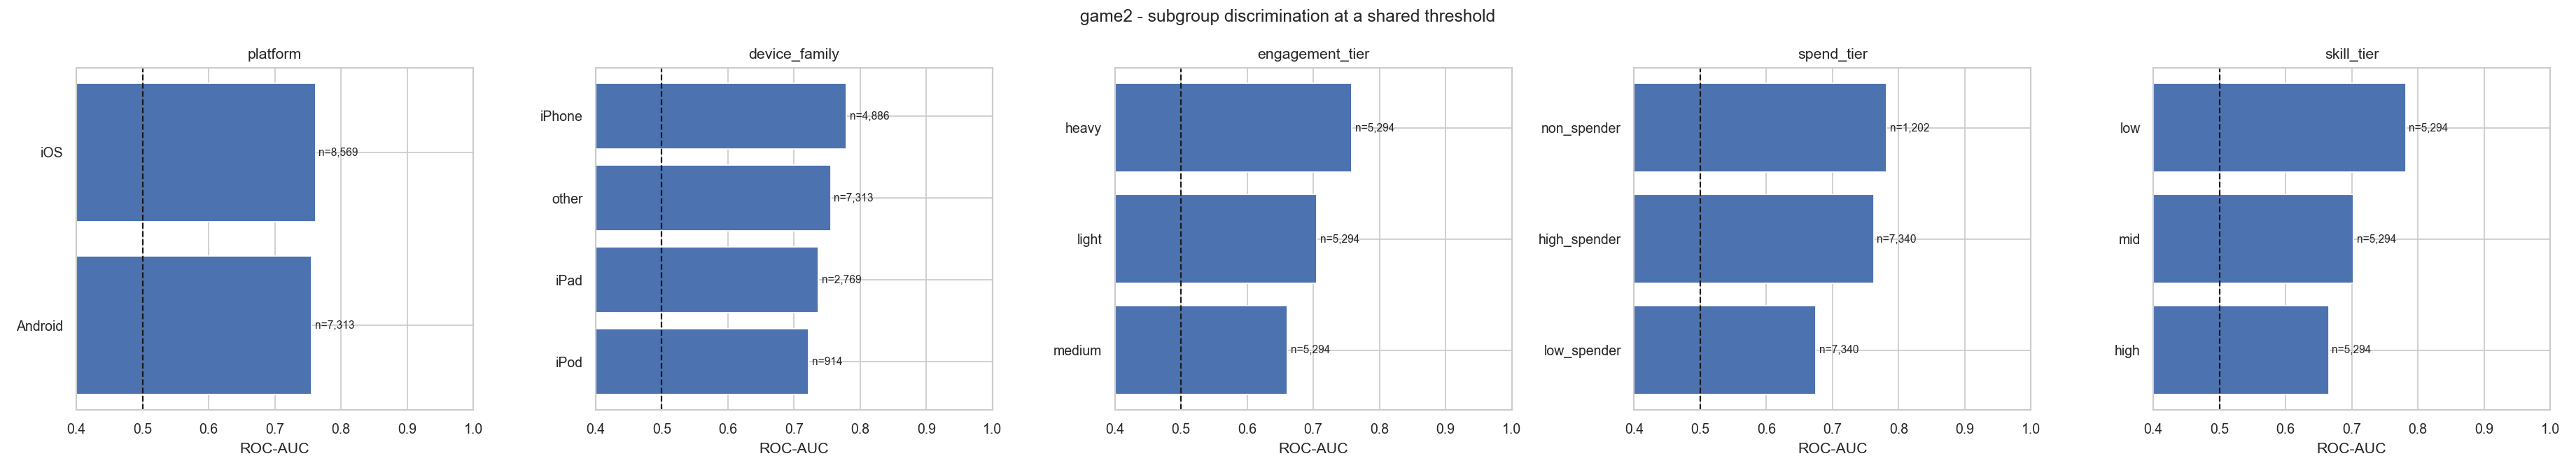 game2 - subgroup discrimination at a shared threshold
platform
iOS
n=8,569
Android
n=7,313
0.4 0.5 0.6 0.7 0.8 0.9 1.0
ROC-AUC
device_family
iPhone
n=4,886
other
n=7,313
iPad
n=2,769
iPod
n=914
0.4 0.5 0.6 0.7 0.8 0.9 1.0
ROC-AUC
engagement_tier
heavy
n=5,294
light
n=5,294
medium
n=5,294
0.4 0.5 0.6 0.7 0.8 0.9 1.0
ROC-AUC
spend_tier
non_spender
n=1,202
high_spender
n=7,340
low_spender
n=7,340
0.4 0.5 0.6 0.7 0.8 0.9 1.0
ROC-AUC
skill_tier
low
n=5,294
mid
n=5,294
high
n=5,294
0.4 0.5 0.6 0.7 0.8 0.9 1.0
ROC-AUC